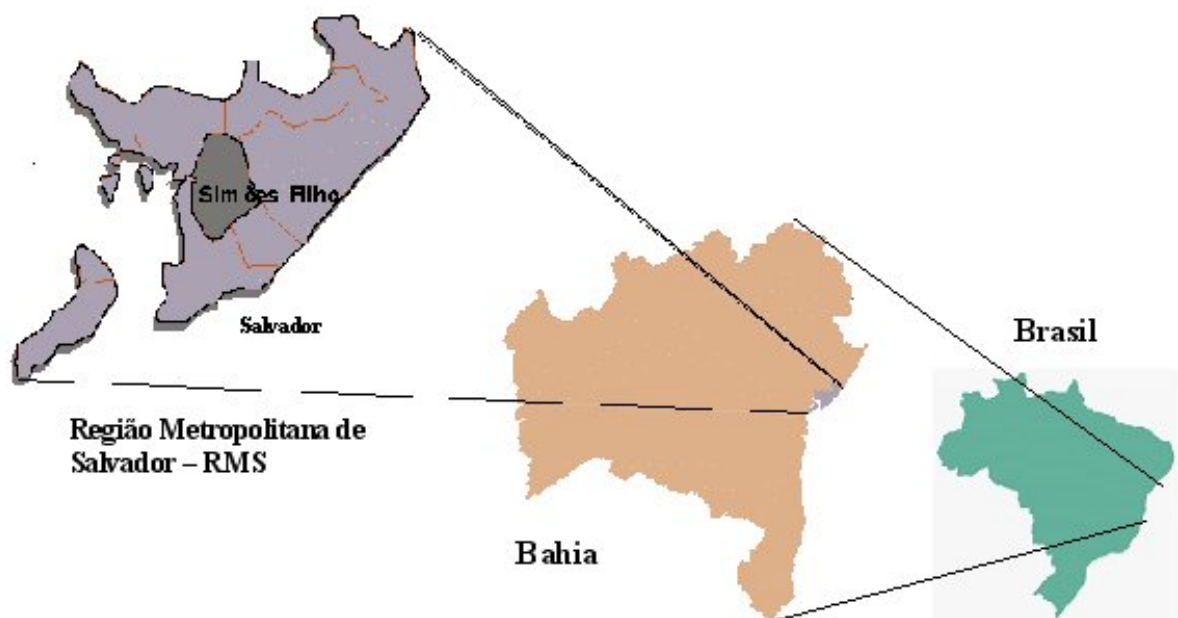 Simões Filho
Salvador
Brasil
Região Metropolitana de
Salvador – RMS
Bahia